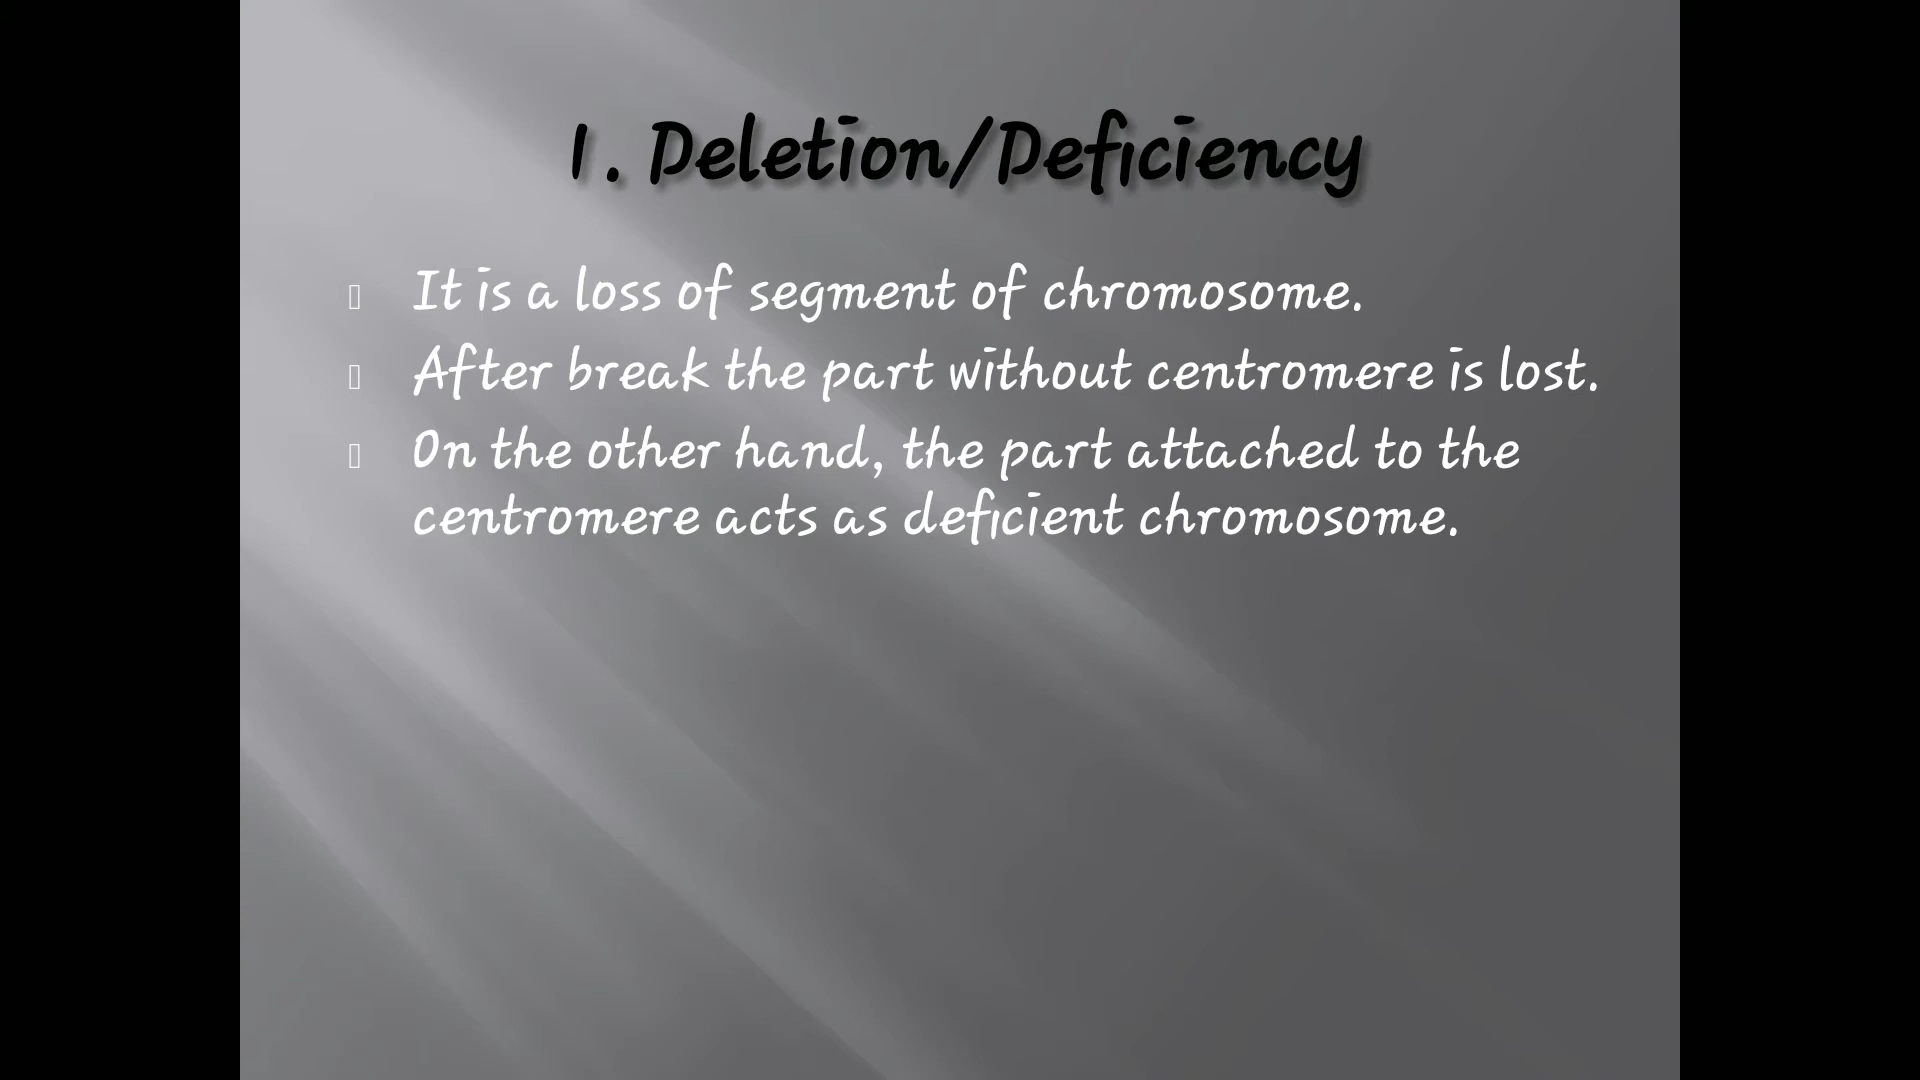 1. Deletion/Deficiency
It is a loss of segment of chromosome.
After break the part without centromere is lost.
On the other hand, the part attached to the
centromere acts as deficient chromosome.